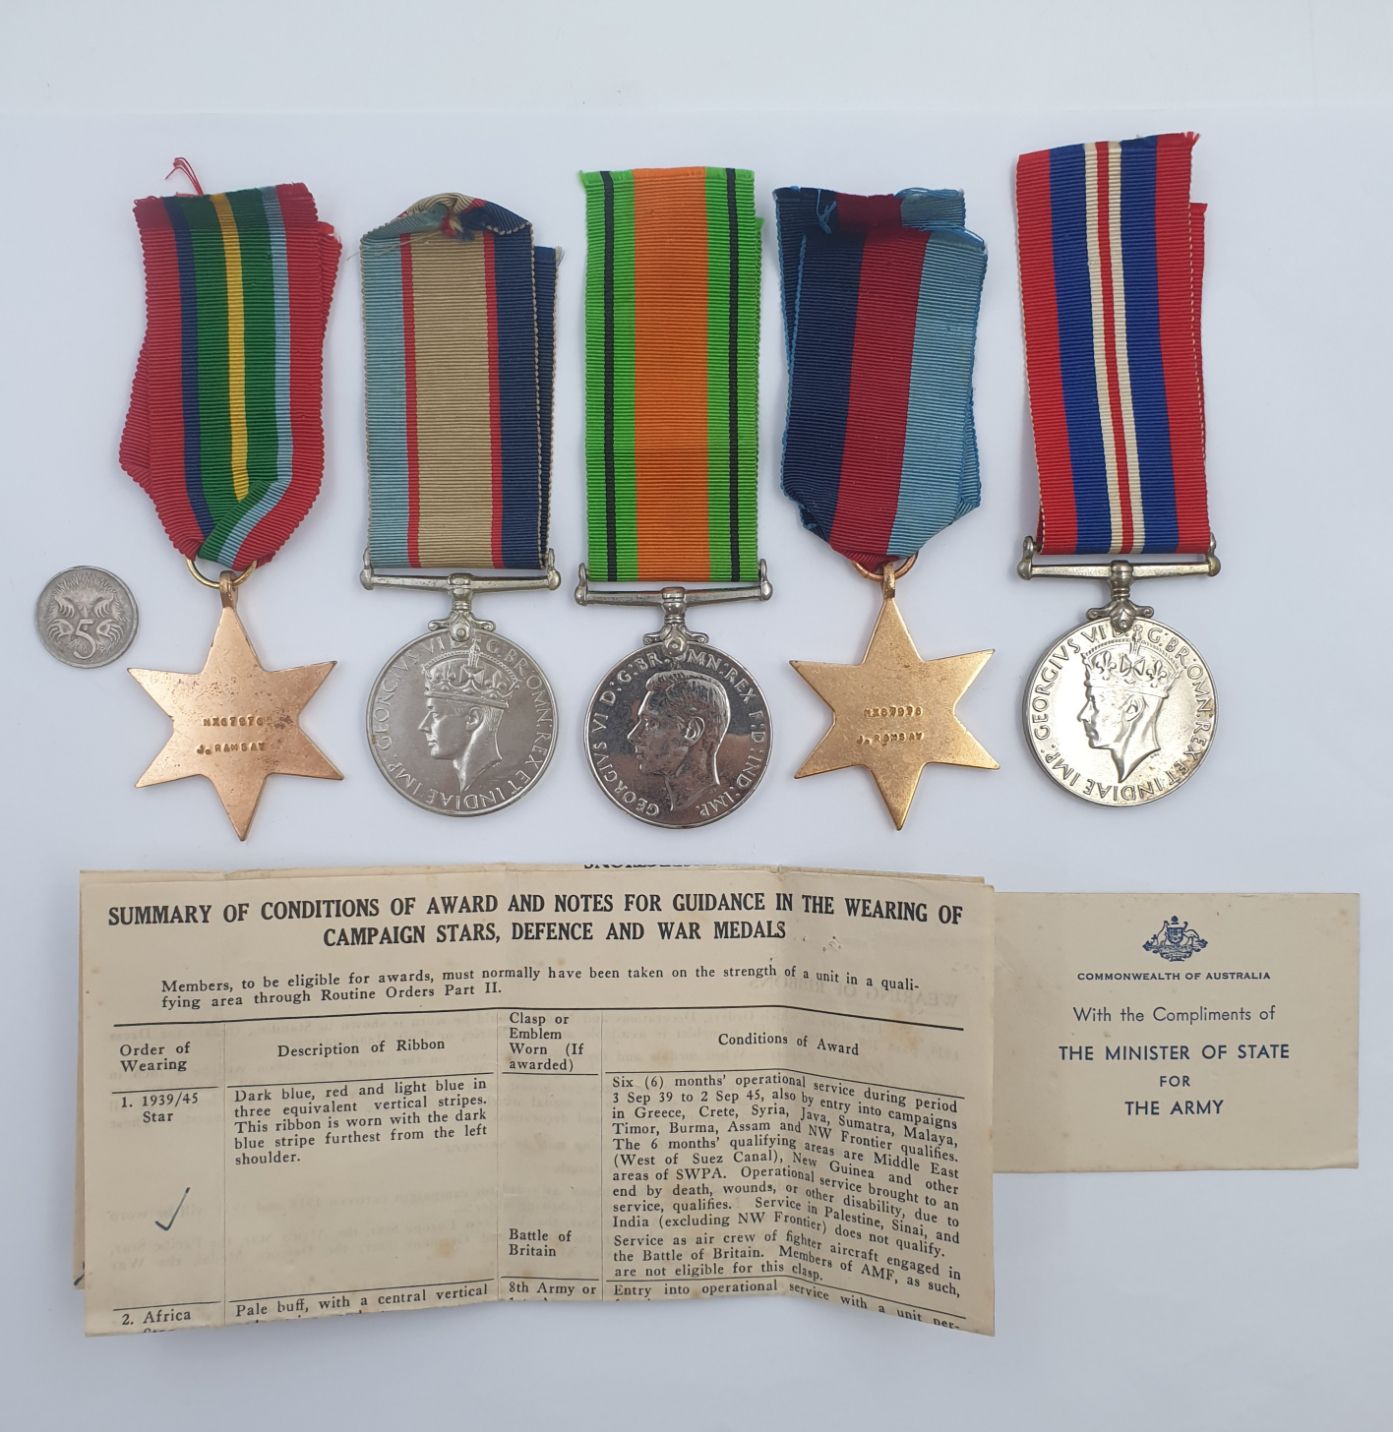 5
NX67976
J. RAMSAY
GEORGIVS VI D:G:BR:OMN:REX ET INDIAE IMP:
GEORGIVS VI D:G:BR:OMN:REX F:D:IND:IMP.
NX67976
J. RAMSAY
GEORGIVS VI D:G:BR:OMN:REX ET INDIAE IMP:
SUMMARY OF CONDITIONS OF AWARD AND NOTES FOR GUIDANCE IN THE WEARING OF
CAMPAIGN STARS, DEFENCE AND WAR MEDALS
Members, to be eligible for awards, must normally have been taken on the strength of a unit in a quali-
fying area through Routine Orders Part II.
Order of
Wearing
Description of Ribbon
Clasp or
Emblem
Worn (If
awarded)
Conditions of Award
1. 1939/45
Star
Dark blue, red and light blue in
three equivalent vertical stripes.
This ribbon is worn with the dark
blue stripe furthest from the left
shoulder.
Six (6) months' operational service during period
3 Sep 39 to 2 Sep 45, also by entry into campaigns
in Greece, Crete, Syria, Java, Sumatra, Malaya,
Timor, Burma, Assam and NW Frontier qualifies.
The 6 months' qualifying areas are Middle East
(West of Suez Canal), New Guinea and other
areas of SWPA. Operational service brought to an
end by death, wounds, or other disability, due to
service, qualifies. Service in Palestine, Sinai, and
India (excluding NW Frontier) does not qualify.
Battle of
Britain
Service as air crew of fighter aircraft engaged in
the Battle of Britain. Members of AMF, as such,
are not eligible for this clasp.
2. Africa
Pale buff, with a central vertical
8th Army or
Entry into operational service with a unit per-
COMMONWEALTH OF AUSTRALIA
With the Compliments of
THE MINISTER OF STATE
FOR
THE ARMY